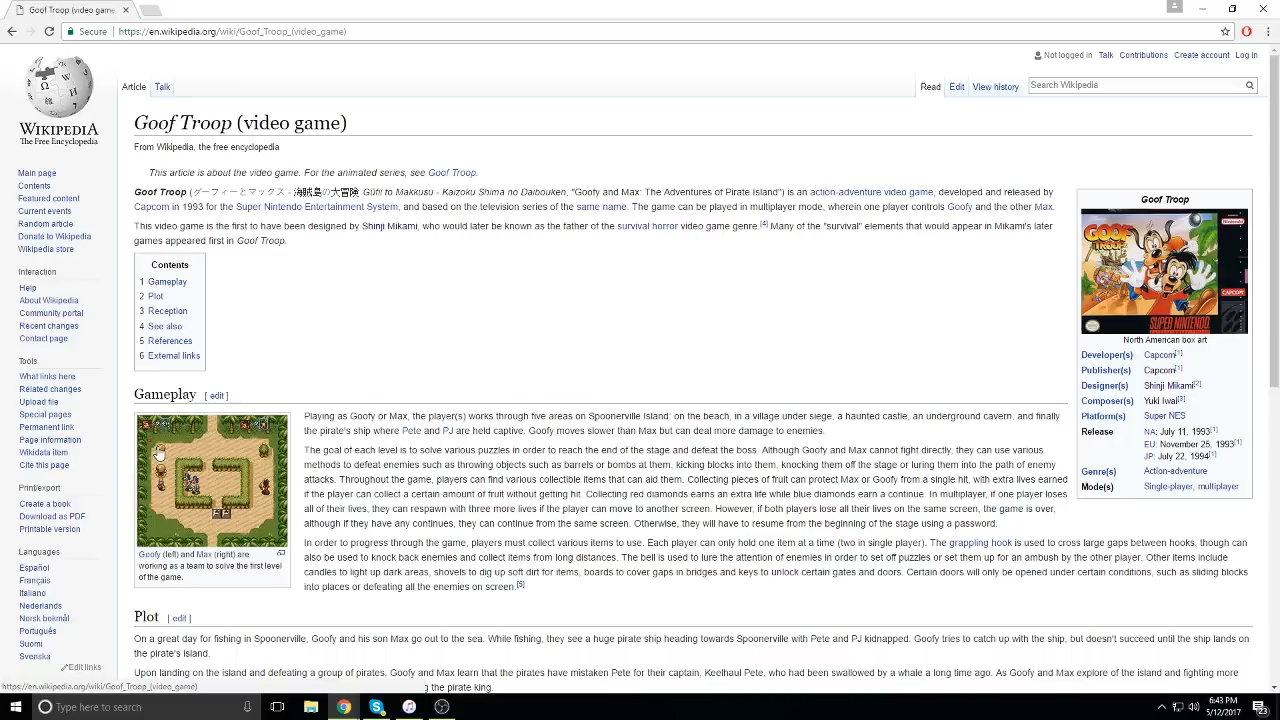 Goof Troop (video game)
Secure
https://en.wikipedia.org/wiki/Goof_Troop_(video_game)
Not logged in Talk Contributions Create account Log in
Article Talk
Read Edit View history
Search Wikipedia
WIKIPEDIA
The Free Encyclopedia
Main page
Contents
Featured content
Current events
Random article
Donate to Wikipedia
Wikipedia store
Interaction
Help
About Wikipedia
Community portal
Recent changes
Contact page
Tools
What links here
Related changes
Upload file
Special pages
Permanent link
Page information
Wikidata item
Cite this page
Print/export
Create a book
Download as PDF
Printable version
Languages
Español
Français
Italiano
Nederlands
Norsk bokmål
Português
Suomi
Svenska
Edit links
Goof Troop (video game)
From Wikipedia, the free encyclopedia
This article is about the video game. For the animated series, see Goof Troop.
Goof Troop (グーフィーとマックス - 海賊島の大冒険 Gūfīi to Makkusu - Kaizoku Shima no Daibouken, "Goofy and Max: The Adventures of Pirate Island") is an action-adventure video game, developed and released by
Capcom in 1993 for the Super Nintendo Entertainment System, and based on the television series of the same name. The game can be played in multiplayer mode, wherein one player controls Goofy and the other Max.
This video game is the first to have been designed by Shinji Mikami, who would later be known as the father of the survival horror video game genre.[4] Many of the "survival" elements that would appear in Mikami's later
games appeared first in Goof Troop.
Contents
1 Gameplay
2 Plot
3 Reception
4 See also
5 References
6 External links
Goof Troop
GOOF
TROOP
CAPCOM
SUPER NINTENDO
North American box art
Developer(s) Capcom[1]
Publisher(s) Capcom[1]
Designer(s) Shinji Mikami[2]
Composer(s) Yuki Iwai[3]
Platform(s) Super NES
Release NA: July 11, 1993[1]
EU: November 25, 1993[1]
JP: July 22, 1994[1]
Genre(s) Action-adventure
Mode(s) Single-player, multiplayer
Gameplay [ edit ]
Goofy (left) and Max (right) are
working as a team to solve the first level
of the game.
Playing as Goofy or Max, the player(s) works through five areas on Spoonerville Island: on the beach, in a village under siege, a haunted castle, an underground cavern, and finally
the pirate's ship where Pete and PJ are held captive. Goofy moves slower than Max but can deal more damage to enemies.
The goal of each level is to solve various puzzles in order to reach the end of the stage and defeat the boss. Although Goofy and Max cannot fight directly, they can use various
methods to defeat enemies such as throwing objects such as barrels or bombs at them, kicking blocks into them, knocking them off the stage or luring them into the path of enemy
attacks. Throughout the game, players can find various collectible items that can aid them. Collecting pieces of fruit can protect Max or Goofy from a single hit, with extra lives earned
if the player can collect a certain amount of fruit without getting hit. Collecting red diamonds earns an extra life while blue diamonds earn a continue. In multiplayer, if one player loses
all of their lives, they can respawn with three more lives if the player can move to another screen. However, if both players lose all their lives on the same screen, the game is over,
although if they have any continues, they can continue from the same screen. Otherwise, they will have to resume from the beginning of the stage using a password.
In order to progress through the game, players must collect various items to use. Each player can only hold one item at a time (two in single player). The grappling hook is used to cross large gaps between hooks, though can
also be used to knock back enemies and collect items from long distances. The bell is used to lure the attention of enemies in order to set off puzzles or set them up for an ambush by the other player. Other items include
candles to light up dark areas, shovels to dig up soft dirt for items, boards to cover gaps in bridges and keys to unlock certain gates and doors. Certain doors will only be opened under certain conditions, such as sliding blocks
into places or defeating all the enemies on screen.[5]
Plot [ edit ]
On a great day for fishing in Spoonerville, Goofy and his son Max go out to the sea. While fishing, they see a huge pirate ship heading towards Spoonerville with Pete and PJ kidnapped. Goofy tries to catch up with the ship, but doesn't succeed until the ship lands on
the pirate's island.
Upon landing on the island and defeating a group of pirates, Goofy and Max learn that the pirates have mistaken Pete for their captain, Keelhaul Pete, who had been swallowed by a whale a long time ago. As Goofy and Max explore of the island and fighting more
g the pirate king.
https://en.wikipedia.org/wiki/Goof_Troop_(video_game)
Type here to search
6:43 PM
5/12/2017
23